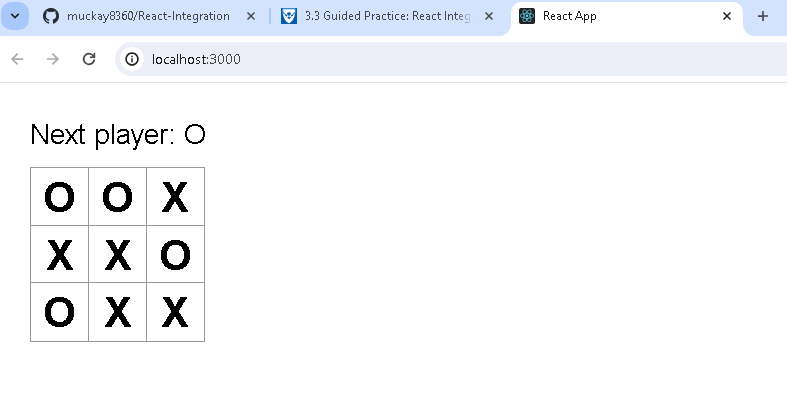 muckay8360/React-Integration
3.3 Guided Practice: React Integ
React App
localhost:3000
Next player: O
O O X
X X O
O X X